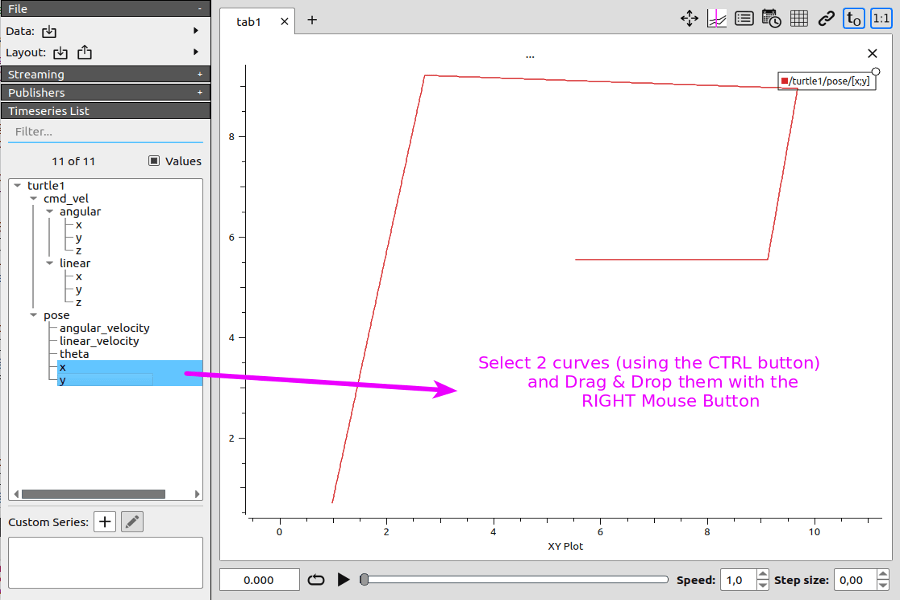 File -
Data:
Layout:
Streaming +
Publishers +
Timeseries List
Filter...
11 of 11 Values
turtle1
cmd_vel
angular
x
y
z
linear
x
y
z
pose
angular_velocity
linear_velocity
theta
x
y
Custom Series:
tab1
t0 1:1
...
/turtle1/pose/[x;y]
8
6
4
2
0 2 4 6 8 10
XY Plot
Select 2 curves (using the CTRL button)
and Drag & Drop them with the
RIGHT Mouse Button
0.000 Speed: 1,0 Step size: 0,00